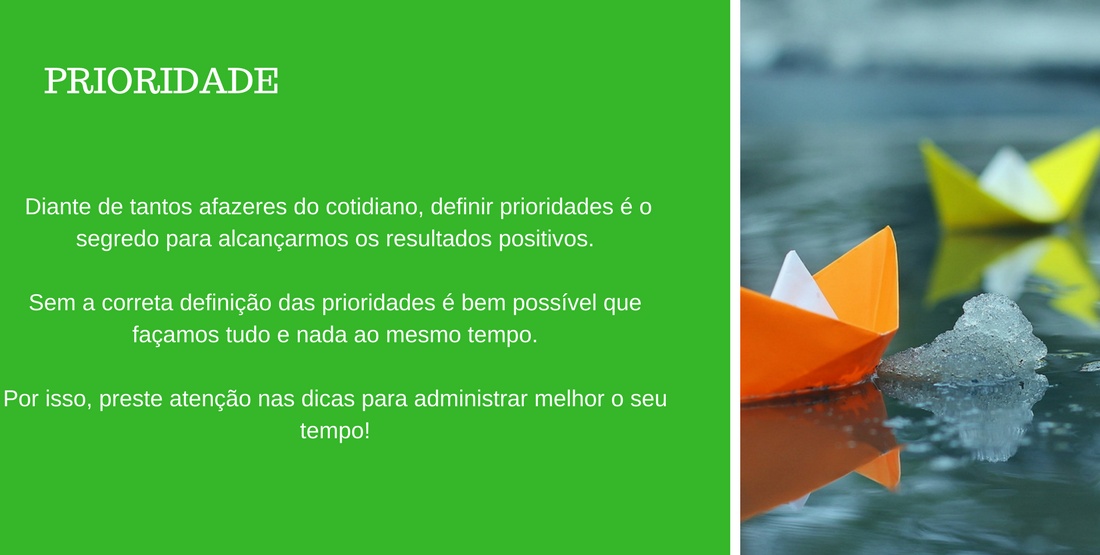 PRIORIDADE
Diante de tantos afazeres do cotidiano, definir prioridades é o
segredo para alcançarmos os resultados positivos.
Sem a correta definição das prioridades é bem possível que
façamos tudo e nada ao mesmo tempo.
Por isso, preste atenção nas dicas para administrar melhor o seu
tempo!